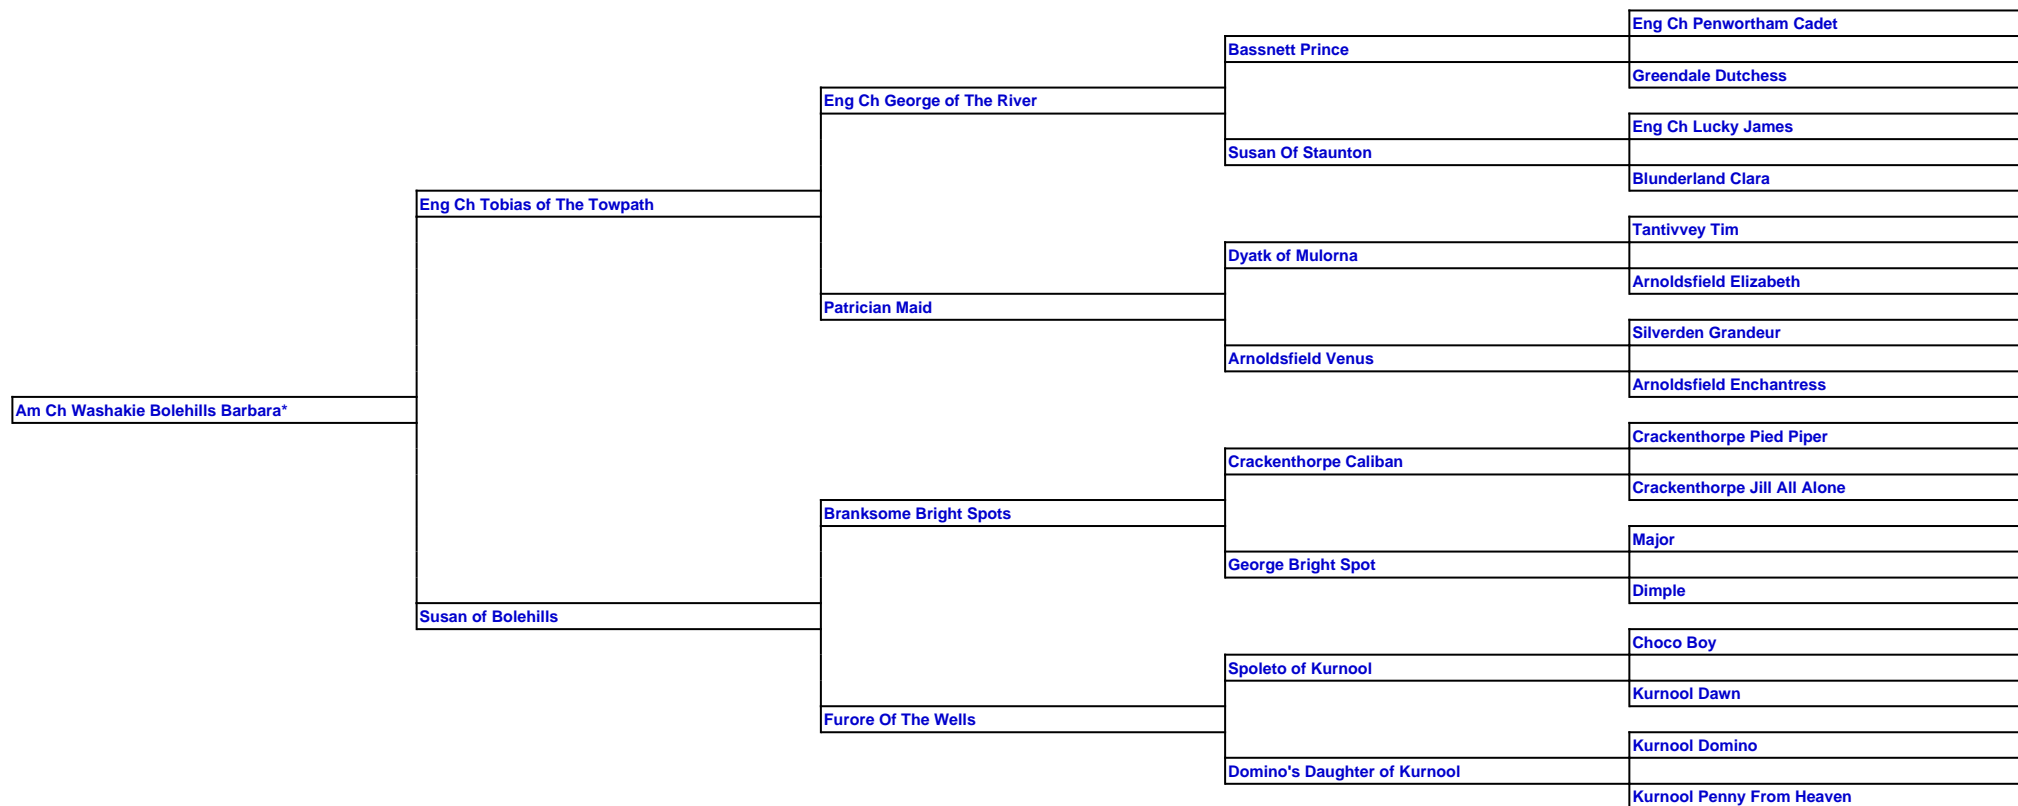 Eng Ch Penwortham Cadet
Bassnett Prince
Greendale Dutchess
Eng Ch George of The River
Eng Ch Lucky James
Susan Of Staunton
Blunderland Clara
Eng Ch Tobias of The Towpath
Tantivvey Tim
Dyatk of Mulorna
Arnoldsfield Elizabeth
Patrician Maid
Silverden Grandeur
Arnoldsfield Venus
Arnoldsfield Enchantress
Am Ch Washakie Bolehills Barbara*
Crackenthorpe Pied Piper
Crackenthorpe Caliban
Crackenthorpe Jill All Alone
Branksome Bright Spots
Major
George Bright Spot
Dimple
Susan of Bolehills
Choco Boy
Spoleto of Kurnool
Kurnool Dawn
Furore Of The Wells
Kurnool Domino
Domino's Daughter of Kurnool
Kurnool Penny From Heaven